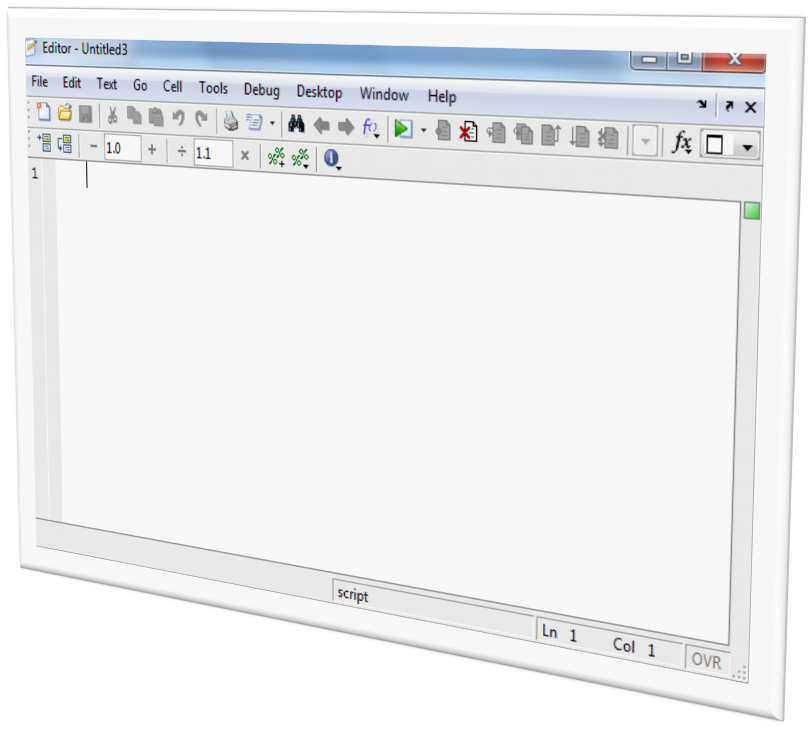 Editor - Untitled3
File Edit Text Go Cell Tools Debug Desktop Window Help
− 1.0 + ÷ 1.1 ×
1
script
Ln 1 Col 1 OVR